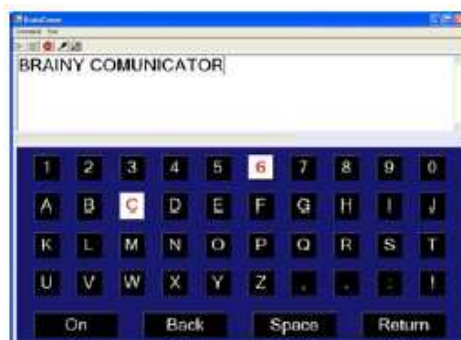 BRAINY COMUNICATOR
1 2 3 4 5 6 7 8 9 0
A B C D E F G H I J
K L M N O P Q R S T
U V W X Y Z , . : !
On Back Space Return